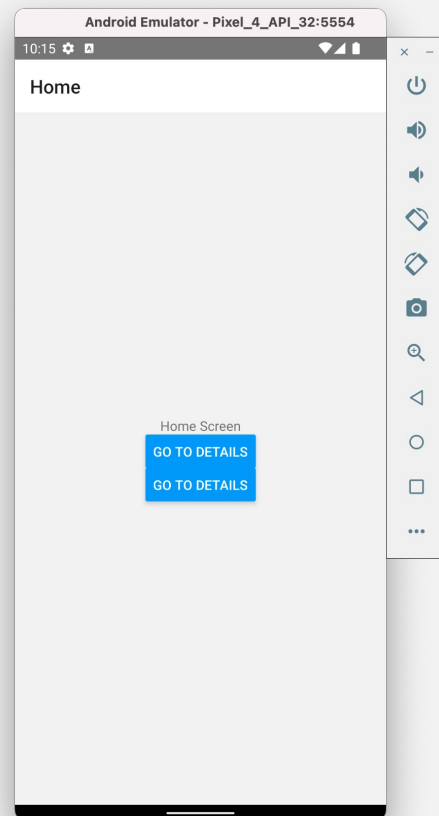 Android Emulator - Pixel_4_API_32:5554
10:15
Home
Home Screen
GO TO DETAILS
GO TO DETAILS